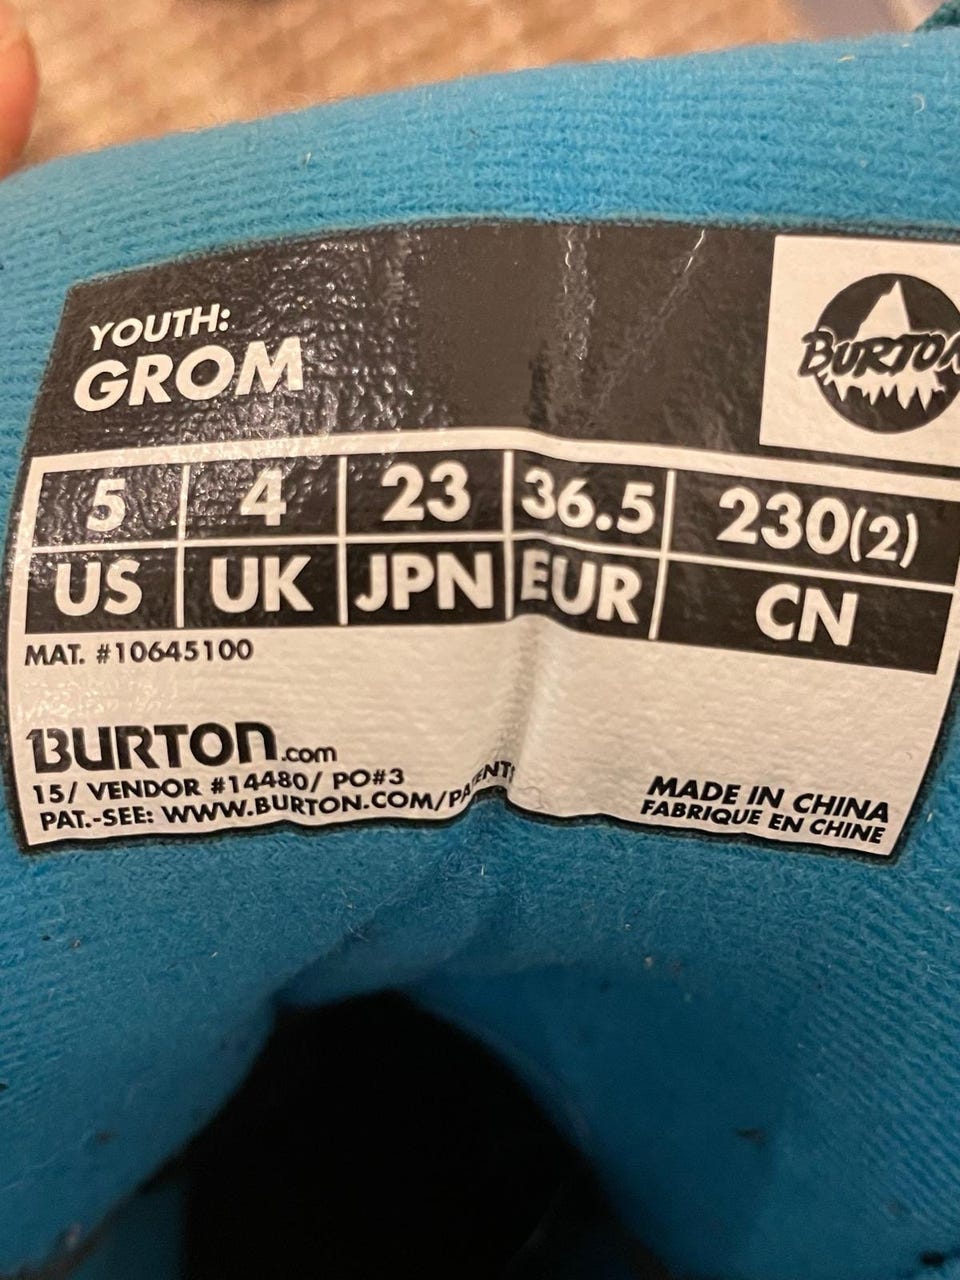 YOUTH:
GROM
BURTON
5 4 23 36.5 230(2)
US UK JPN EUR CN
MAT. #10645100
BURTON.com
15/ VENDOR #14480/ PO#3
PAT.-SEE: WWW.BURTON.COM/PATENTS
MADE IN CHINA
FABRIQUE EN CHINE